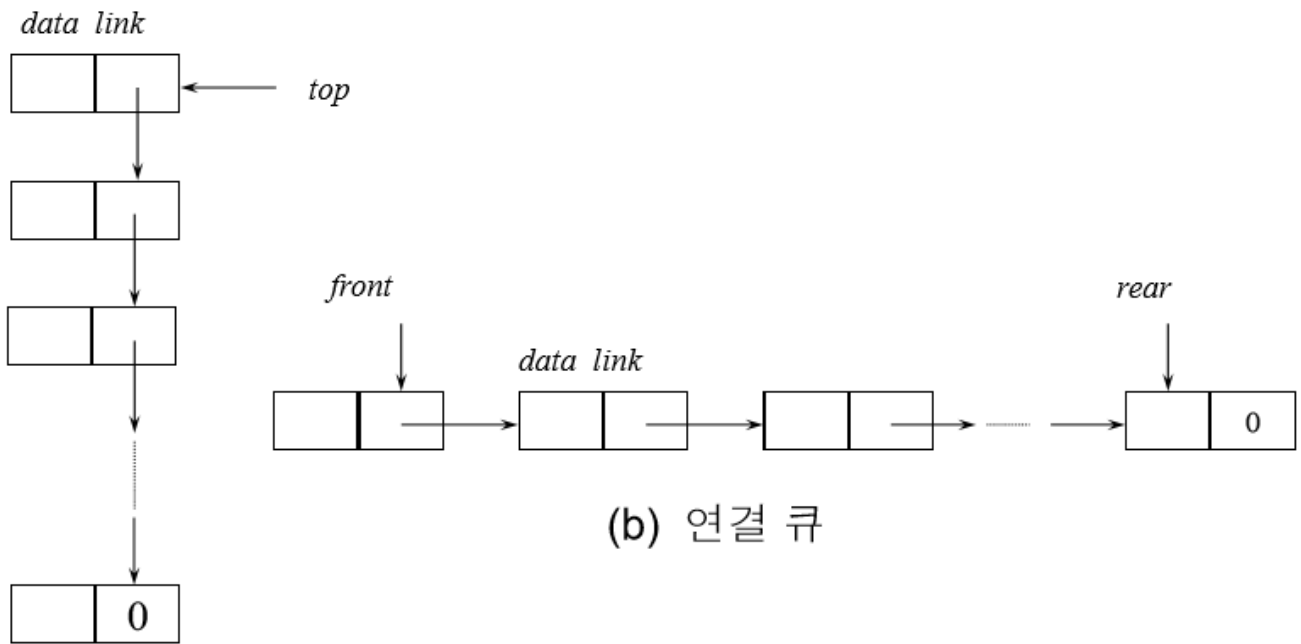 data link
top
front
rear
data link
0
(b) 연결 큐
0